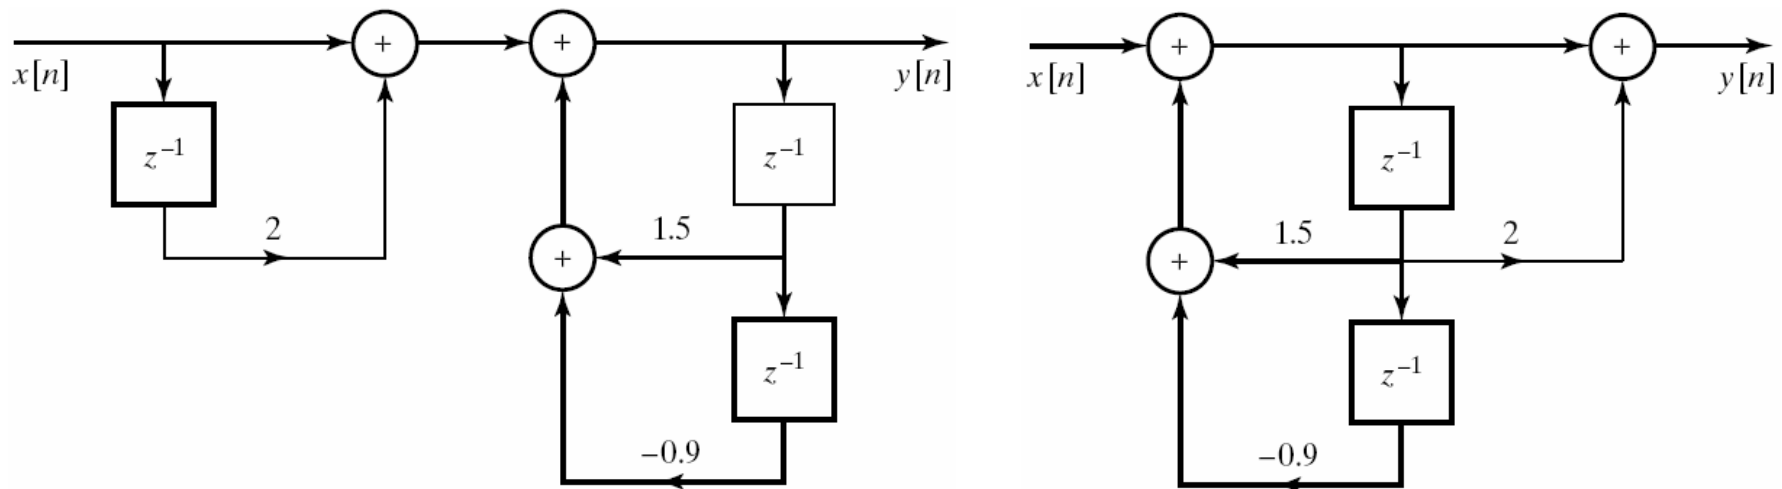 + + + +
x[n] y[n] x[n] y[n]
z⁻¹ z⁻¹ z⁻¹
2 1.5 1.5 2
+ +
z⁻¹ z⁻¹
−0.9 −0.9